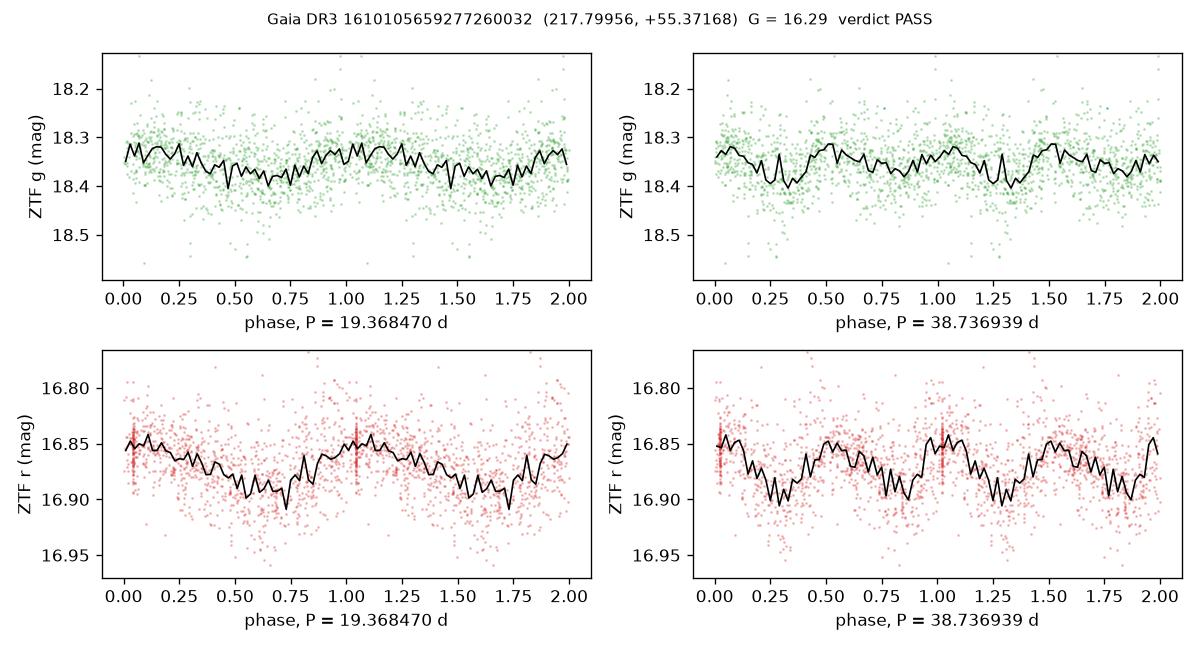 Gaia DR3 1610105659277260032  (217.79956, +55.37168)  G = 16.29  verdict PASS
ZTF g (mag)
18.2
18.3
18.4
18.5
0.00 0.25 0.50 0.75 1.00 1.25 1.50 1.75 2.00
phase, P = 19.368470 d
ZTF g (mag)
18.2
18.3
18.4
18.5
0.00 0.25 0.50 0.75 1.00 1.25 1.50 1.75 2.00
phase, P = 38.736939 d
ZTF r (mag)
16.80
16.85
16.90
16.95
0.00 0.25 0.50 0.75 1.00 1.25 1.50 1.75 2.00
phase, P = 19.368470 d
ZTF r (mag)
16.80
16.85
16.90
16.95
0.00 0.25 0.50 0.75 1.00 1.25 1.50 1.75 2.00
phase, P = 38.736939 d